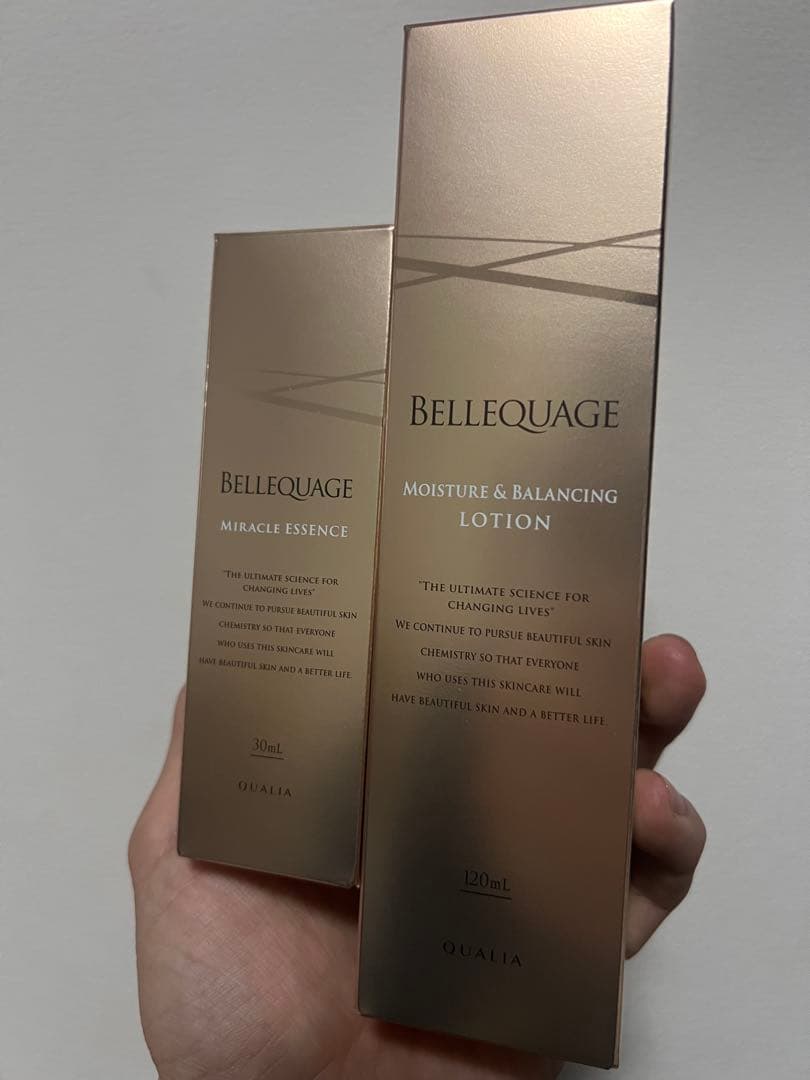 BELLEQUAGE
MIRACLE ESSENCE
"THE ULTIMATE SCIENCE FOR
CHANGING LIVES"
WE CONTINUE TO PURSUE BEAUTIFUL SKIN
CHEMISTRY SO THAT EVERYONE
WHO USES THIS SKINCARE WILL
HAVE BEAUTIFUL SKIN AND A BETTER LIFE.
30mL
QUALIA
BELLEQUAGE
MOISTURE & BALANCING
LOTION
"THE ULTIMATE SCIENCE FOR
CHANGING LIVES"
WE CONTINUE TO PURSUE BEAUTIFUL SKIN
CHEMISTRY SO THAT EVERYONE
WHO USES THIS SKINCARE WILL
HAVE BEAUTIFUL SKIN AND A BETTER LIFE.
120mL
QUALIA